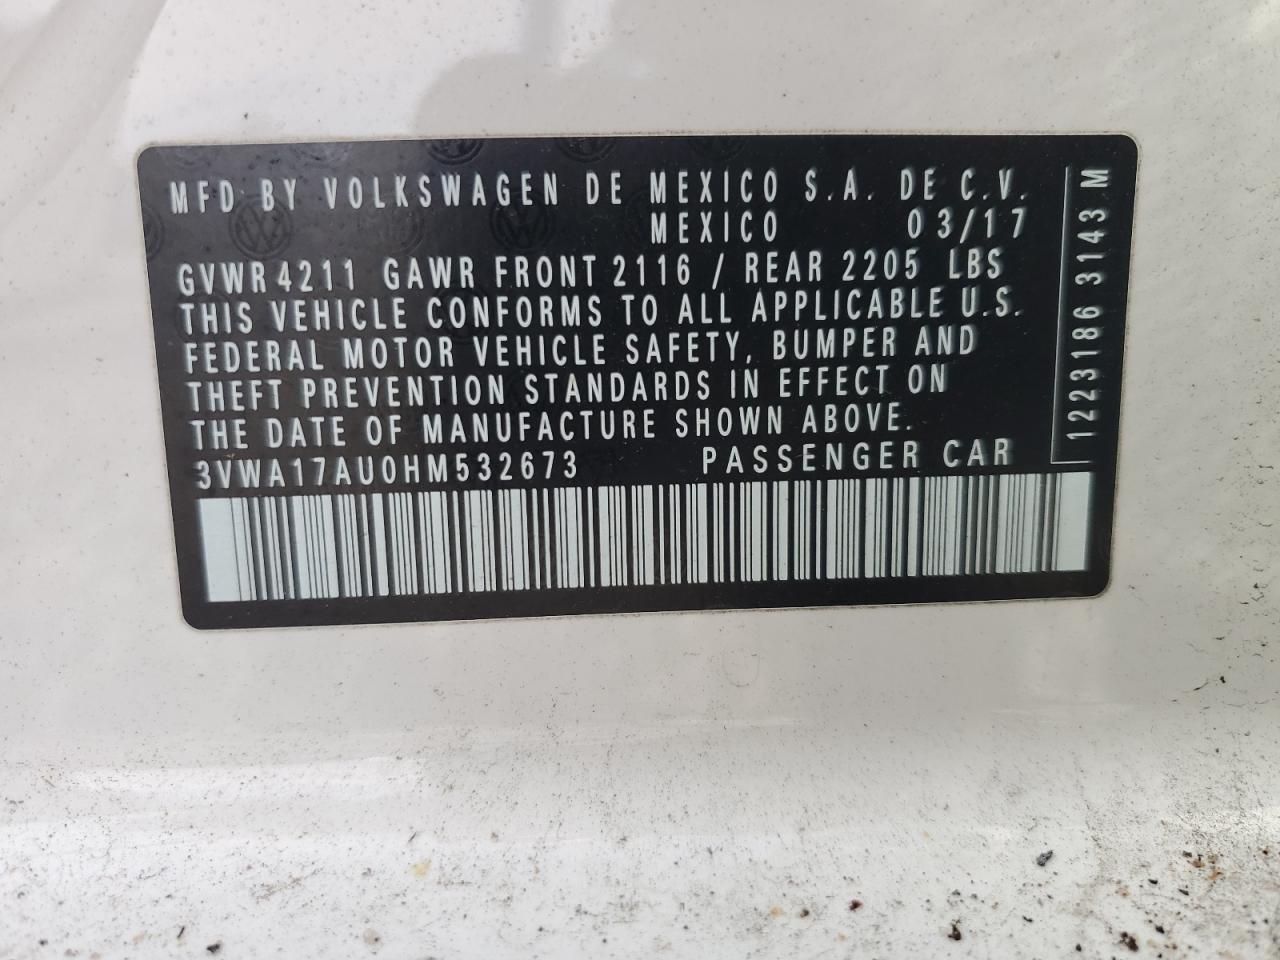 MFD BY VOLKSWAGEN DE MEXICO S.A. DE C.V.
MEXICO 03/17
GVWR 4211 GAWR FRONT 2116 / REAR 2205 LBS
THIS VEHICLE CONFORMS TO ALL APPLICABLE U.S.
FEDERAL MOTOR VEHICLE SAFETY, BUMPER AND
THEFT PREVENTION STANDARDS IN EFFECT ON
THE DATE OF MANUFACTURE SHOWN ABOVE.
3VWA17AU0HM532673 PASSENGER CAR
1223186 3143 M